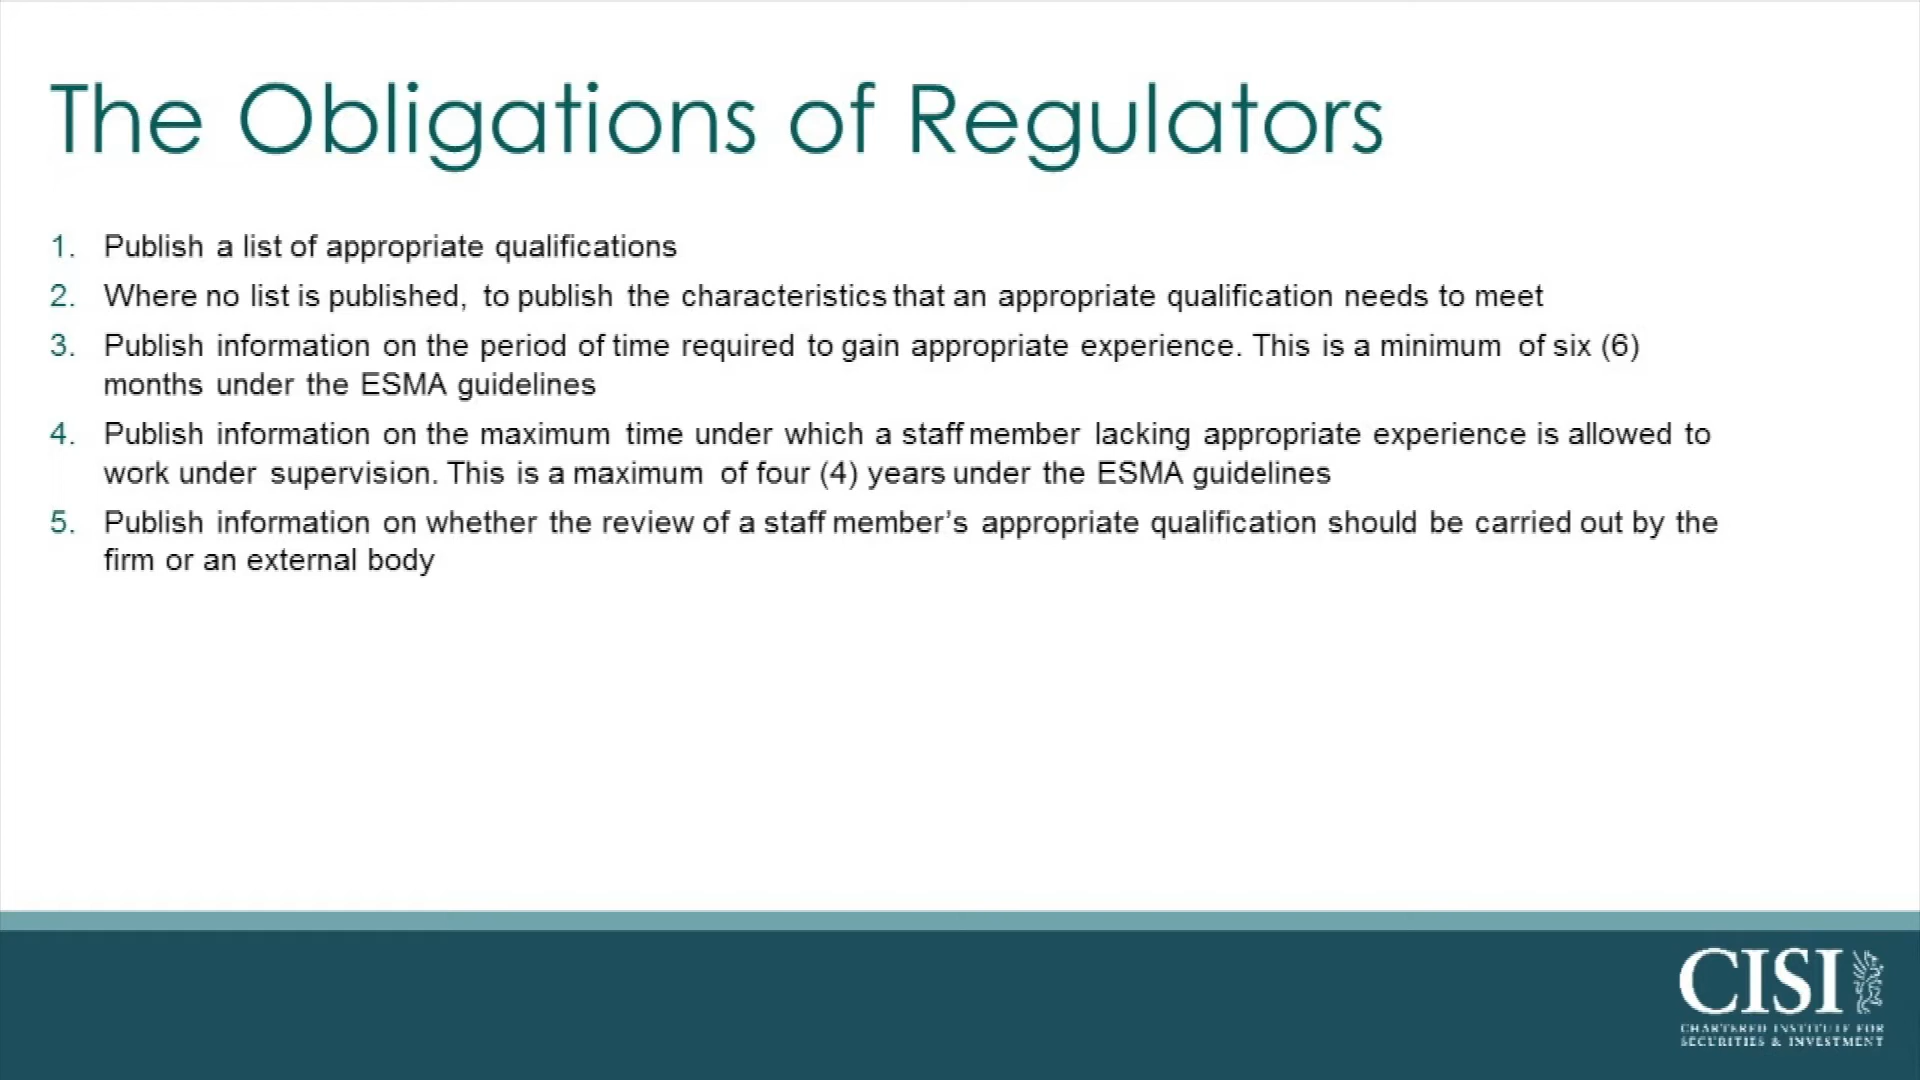 The Obligations of Regulators
1. Publish a list of appropriate qualifications
2. Where no list is published, to publish the characteristics that an appropriate qualification needs to meet
3. Publish information on the period of time required to gain appropriate experience. This is a minimum of six (6)
months under the ESMA guidelines
4. Publish information on the maximum time under which a staff member lacking appropriate experience is allowed to
work under supervision. This is a maximum of four (4) years under the ESMA guidelines
5. Publish information on whether the review of a staff member’s appropriate qualification should be carried out by the
firm or an external body
CISI
CHARTERED INSTITUTE FOR
SECURITIES & INVESTMENT